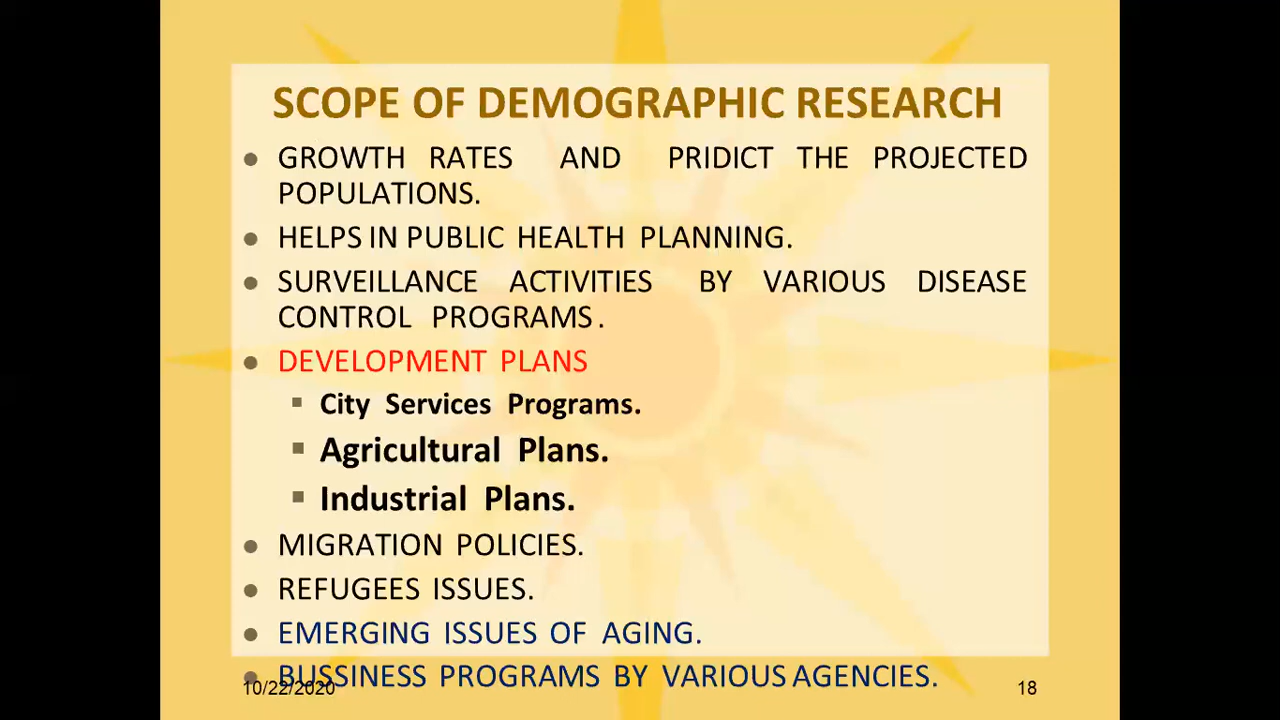 SCOPE OF DEMOGRAPHIC RESEARCH
GROWTH RATES AND PRIDICT THE PROJECTED
POPULATIONS.
HELPS IN PUBLIC HEALTH PLANNING.
SURVEILLANCE ACTIVITIES BY VARIOUS DISEASE
CONTROL PROGRAMS.
DEVELOPMENT PLANS
City Services Programs.
Agricultural Plans.
Industrial Plans.
MIGRATION POLICIES.
REFUGEES ISSUES.
EMERGING ISSUES OF AGING.
BUSSINESS PROGRAMS BY VARIOUS AGENCIES.
10/22/2020
18